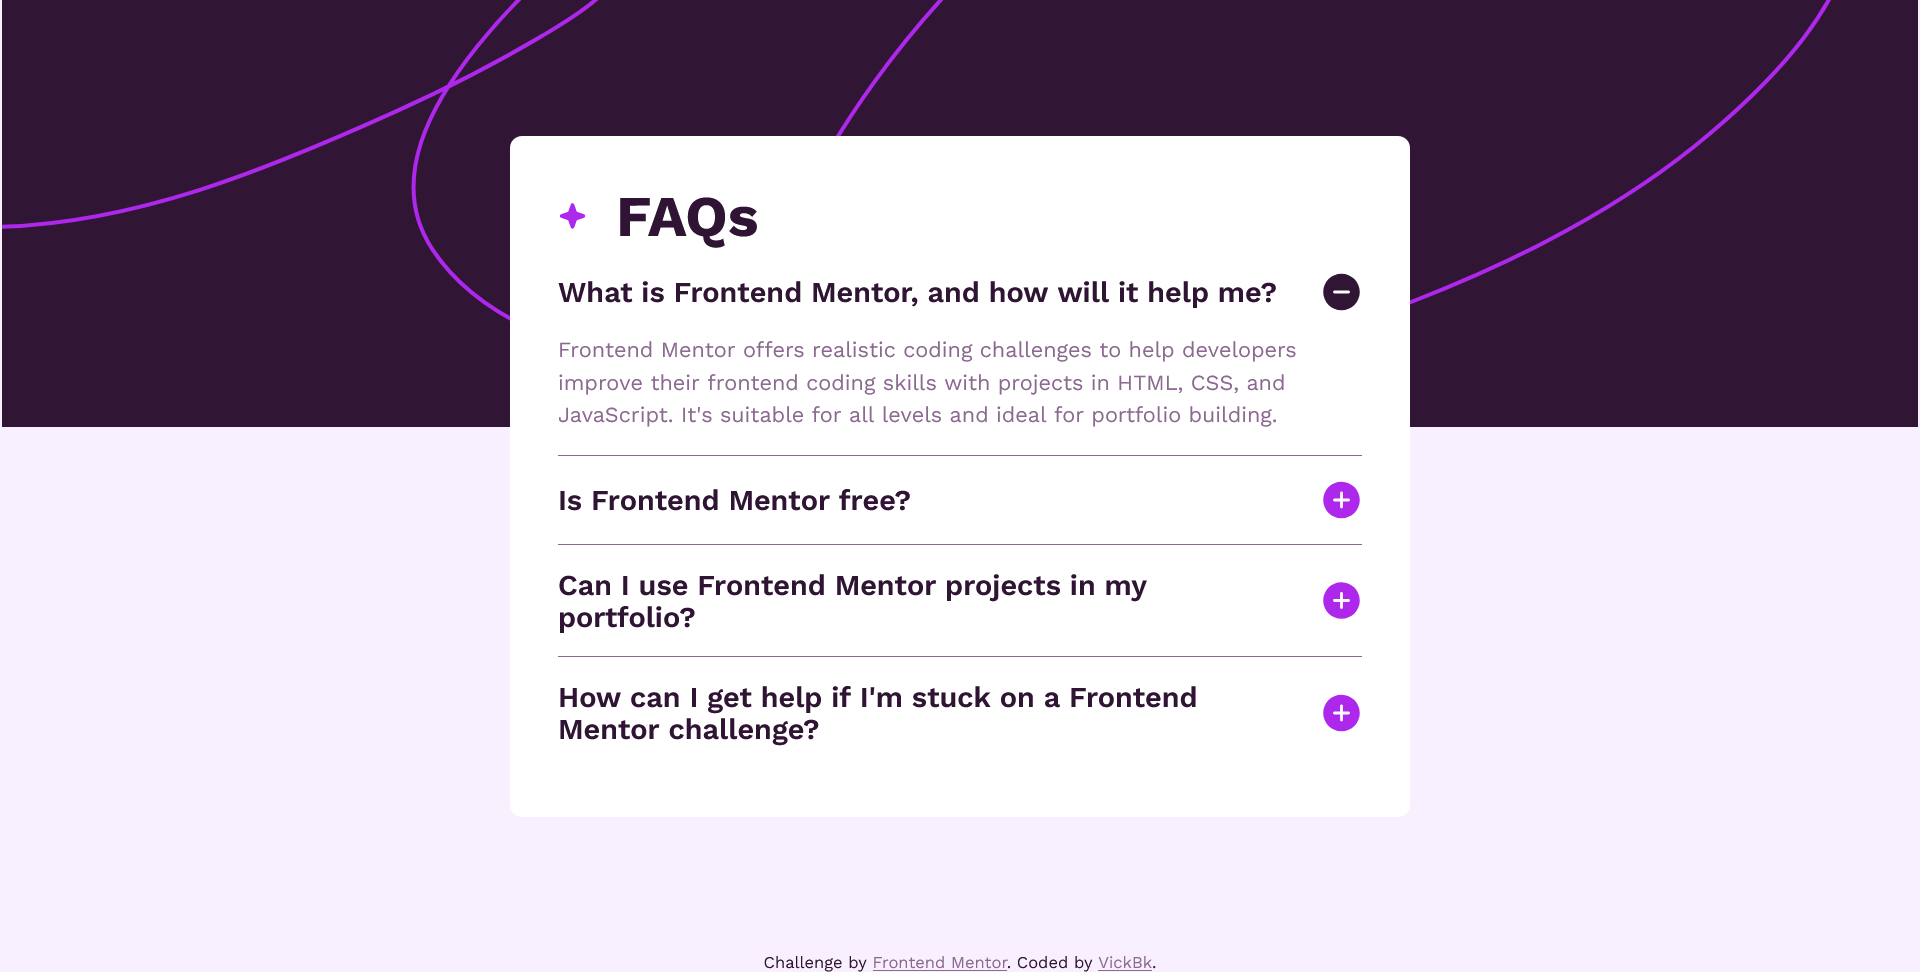 FAQs
What is Frontend Mentor, and how will it help me?
Frontend Mentor offers realistic coding challenges to help developers
improve their frontend coding skills with projects in HTML, CSS, and
JavaScript. It's suitable for all levels and ideal for portfolio building.
Is Frontend Mentor free?
Can I use Frontend Mentor projects in my
portfolio?
How can I get help if I'm stuck on a Frontend
Mentor challenge?
Challenge by Frontend Mentor. Coded by VickBk.